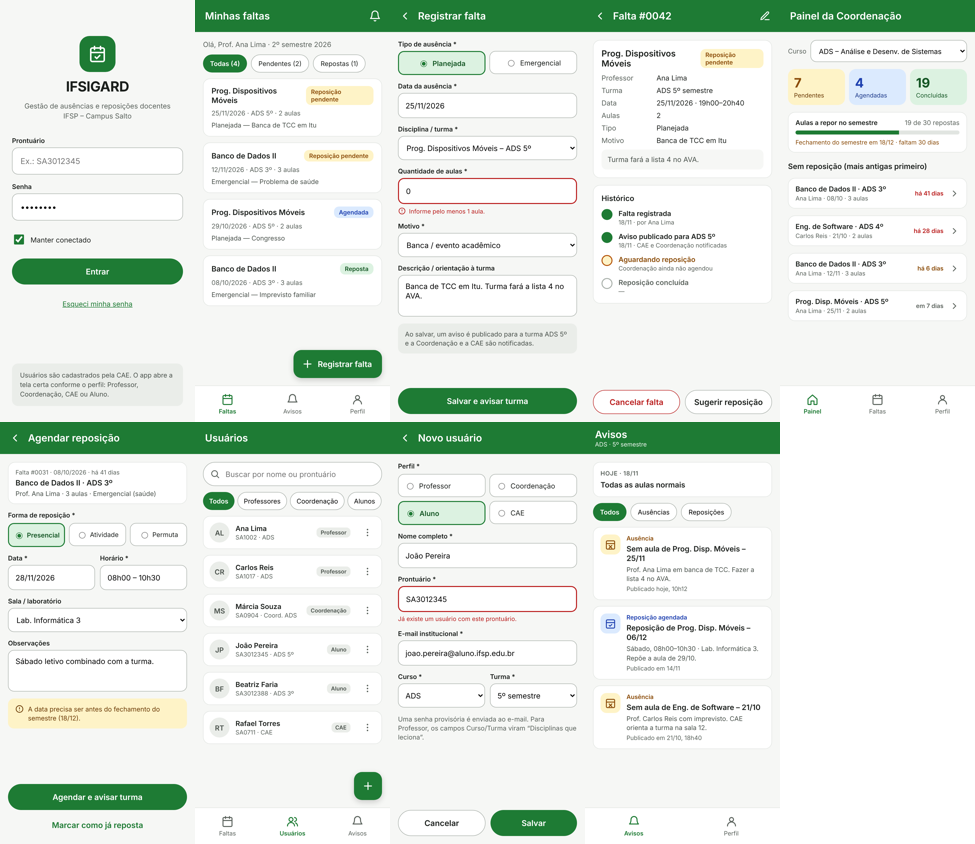 IFSIGARD
Gestão de ausências e reposições docentes
IFSP – Campus Salto
Prontuário
Ex.: SA3012345
Senha
••••••••
Manter conectado
Entrar
Esqueci minha senha
Usuários são cadastrados pela CAE. O app abre a
tela certa conforme o perfil: Professor,
Coordenação, CAE ou Aluno.
Minhas faltas
Olá, Prof. Ana Lima · 2º semestre 2026
Todas (4)
Pendentes (2)
Repostas (1)
Prog. Dispositivos
Móveis
Reposição
pendente
25/11/2026 · ADS 5º · 2 aulas
Planejada — Banca de TCC em Itu
Banco de Dados II
Reposição pendente
12/11/2026 · ADS 3º · 3 aulas
Emergencial — Problema de saúde
Prog. Dispositivos Móveis
Agendada
29/10/2026 · ADS 5º · 2 aulas
Planejada — Congresso
Banco de Dados II
Reposta
08/10/2026 · ADS 3º · 3 aulas
Emergencial — Imprevisto familiar
+ Registrar falta
Faltas
Avisos
Perfil
Registrar falta
Tipo de ausência *
Planejada
Emergencial
Data da ausência *
25/11/2026
Disciplina / turma *
Prog. Dispositivos Móveis – ADS 5º
Quantidade de aulas *
0
Informe pelo menos 1 aula.
Motivo *
Banca / evento acadêmico
Descrição / orientação à turma
Banca de TCC em Itu. Turma fará a lista 4 no
AVA.
Ao salvar, um aviso é publicado para a turma ADS 5º
e a Coordenação e a CAE são notificadas.
Salvar e avisar turma
Falta #0042
Prog. Dispositivos
Móveis
Reposição
pendente
Professor Ana Lima
Turma ADS 5º semestre
Data 25/11/2026 · 19h00–20h40
Aulas 2
Tipo Planejada
Motivo Banca de TCC em Itu
Turma fará a lista 4 no AVA.
Histórico
Falta registrada
18/11 · por Ana Lima
Aviso publicado para ADS 5º
18/11 · CAE e Coordenação notificadas
Aguardando reposição
Coordenação ainda não agendou
Reposição concluída
—
Cancelar falta
Sugerir reposição
Painel da Coordenação
Curso
ADS – Análise e Desenv. de Sistemas
7
Pendentes
4
Agendadas
19
Concluídas
Aulas a repor no semestre
19 de 30 repostas
Fechamento do semestre em 18/12 · faltam 30 dias
Sem reposição (mais antigas primeiro)
Banco de Dados II · ADS 3º
Ana Lima · 08/10 · 3 aulas
há 41 dias
Eng. de Software · ADS 4º
Carlos Reis · 21/10 · 2 aulas
há 28 dias
Banco de Dados II · ADS 3º
Ana Lima · 12/11 · 3 aulas
há 6 dias
Prog. Disp. Móveis · ADS 5º
Ana Lima · 25/11 · 2 aulas
em 7 dias
Painel
Faltas
Perfil
Agendar reposição
Falta #0031 · 08/10/2026 · há 41 dias
Banco de Dados II · ADS 3º
Prof. Ana Lima · 3 aulas · Emergencial (saúde)
Forma de reposição *
Presencial
Atividade
Permuta
Data *
28/11/2026
Horário *
08h00 – 10h30
Sala / laboratório
Lab. Informática 3
Observações
Sábado letivo combinado com a turma.
A data precisa ser antes do fechamento do
semestre (18/12).
Agendar e avisar turma
Marcar como já reposta
Usuários
Buscar por nome ou prontuário
Todos
Professores
Coordenação
Alunos
AL
Ana Lima
SA1002 · ADS
Professor
CR
Carlos Reis
SA1017 · ADS
Professor
MS
Márcia Souza
SA0904 · Coord. ADS
Coordenação
JP
João Pereira
SA3012345 · ADS 5º
Aluno
BF
Beatriz Faria
SA3012388 · ADS 3º
Aluno
RT
Rafael Torres
SA0711 · CAE
CAE
+
Faltas
Usuários
Avisos
Novo usuário
Perfil *
Professor
Coordenação
Aluno
CAE
Nome completo *
João Pereira
Prontuário *
SA3012345
Já existe um usuário com este prontuário.
E-mail institucional *
joao.pereira@aluno.ifsp.edu.br
Curso *
ADS
Turma *
5º semestre
Uma senha provisória é enviada ao e-mail. Para
Professor, os campos Curso/Turma viram "Disciplinas que
leciona".
Cancelar
Salvar
Avisos
ADS · 5º semestre
HOJE · 18/11
Todas as aulas normais
Todos
Ausências
Reposições
Ausência
Sem aula de Prog. Disp. Móveis –
25/11
Prof. Ana Lima em banca de TCC. Fazer a
lista 4 no AVA.
Publicado hoje, 10h12
Reposição agendada
Reposição de Prog. Disp. Móveis –
06/12
Sábado, 08h00–10h30 · Lab. Informática 3.
Repõe a aula de 29/10.
Publicado em 14/11
Ausência
Sem aula de Eng. de Software – 21/10
Prof. Carlos Reis com imprevisto. CAE
orienta a turma na sala 12.
Publicado em 21/10, 18h40
Avisos
Perfil